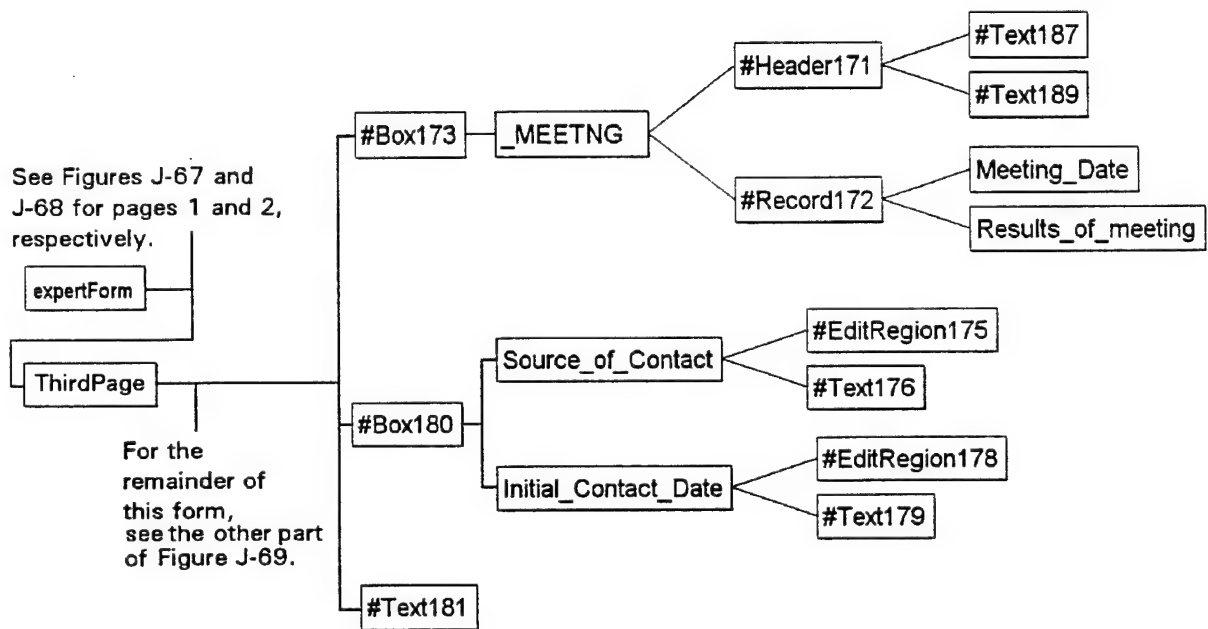 #Text187
#Header171
#Text189
#Box173
_MEETNG
Meeting_Date
#Record172
Results_of_meeting
See Figures J-67 and
J-68 for pages 1 and 2,
respectively.
expertForm
ThirdPage
#EditRegion175
Source_of_Contact
#Text176
#Box180
#EditRegion178
Initial_Contact_Date
#Text179
For the
remainder of
this form,
see the other part
of Figure J-69.
#Text181